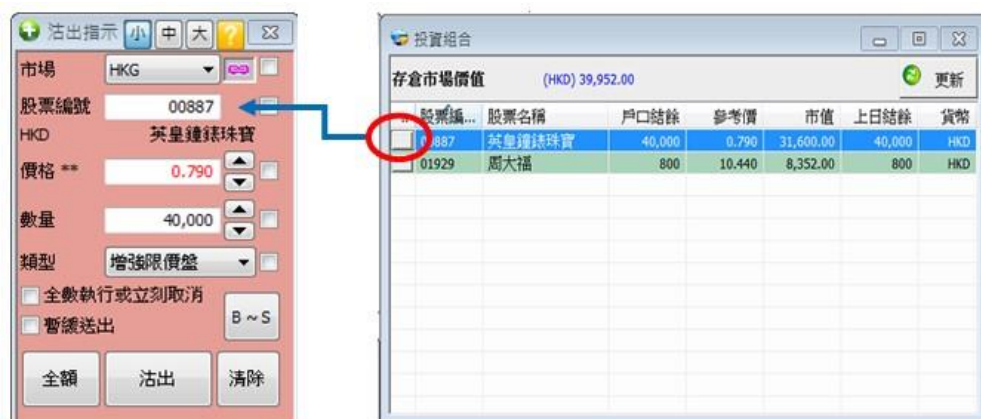 沽出指示 小 中 大 ?
市場 HKG
股票編號 00887
HKD 英皇鐘錶珠寶
價格 ** 0.790
數量 40,000
類型 增強限價盤
全數執行或立刻取消
暫緩送出
B ~ S
全額 沽出 清除
投資組合
存倉市場價值 (HKD) 39,952.00 更新
股票編... 股票名稱 戶口結餘 參考價 市值 上日結餘 貨幣
0887 英皇鐘錶珠寶 40,000 0.790 31,600.00 40,000 HKD
01929 周大福 800 10.440 8,352.00 800 HKD